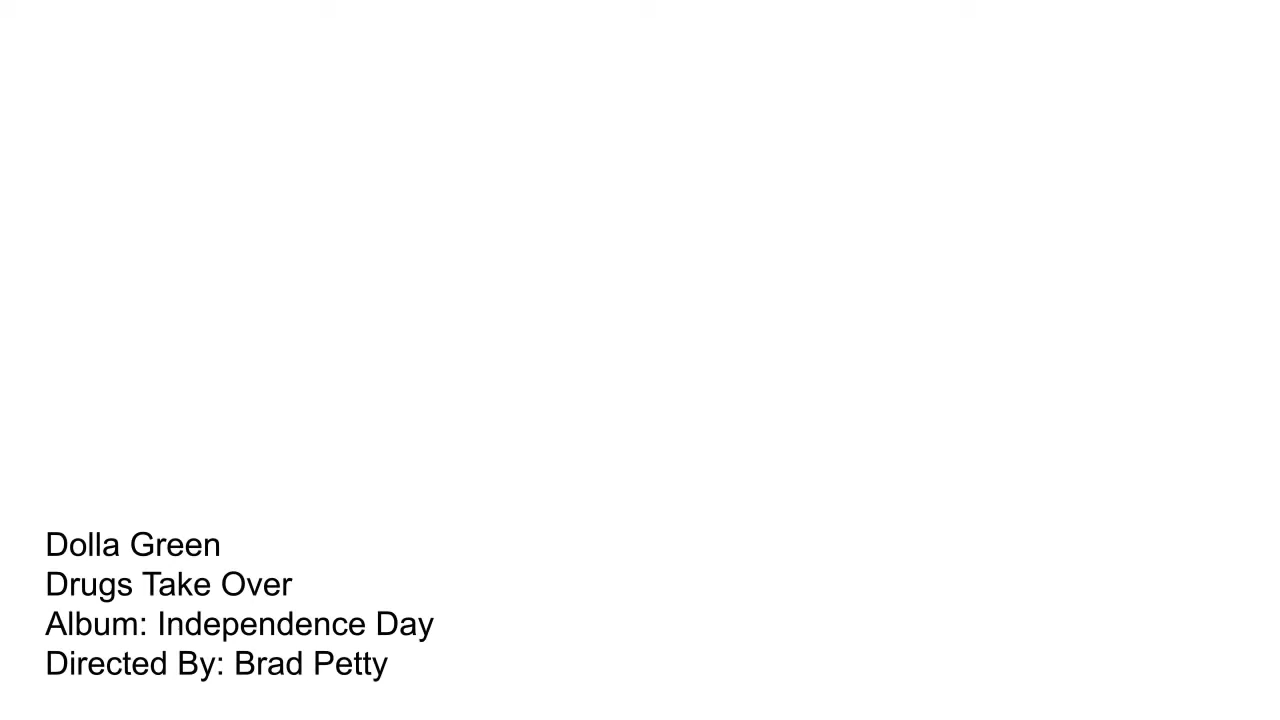 Dolla Green
Drugs Take Over
Album: Independence Day
Directed By: Brad Petty